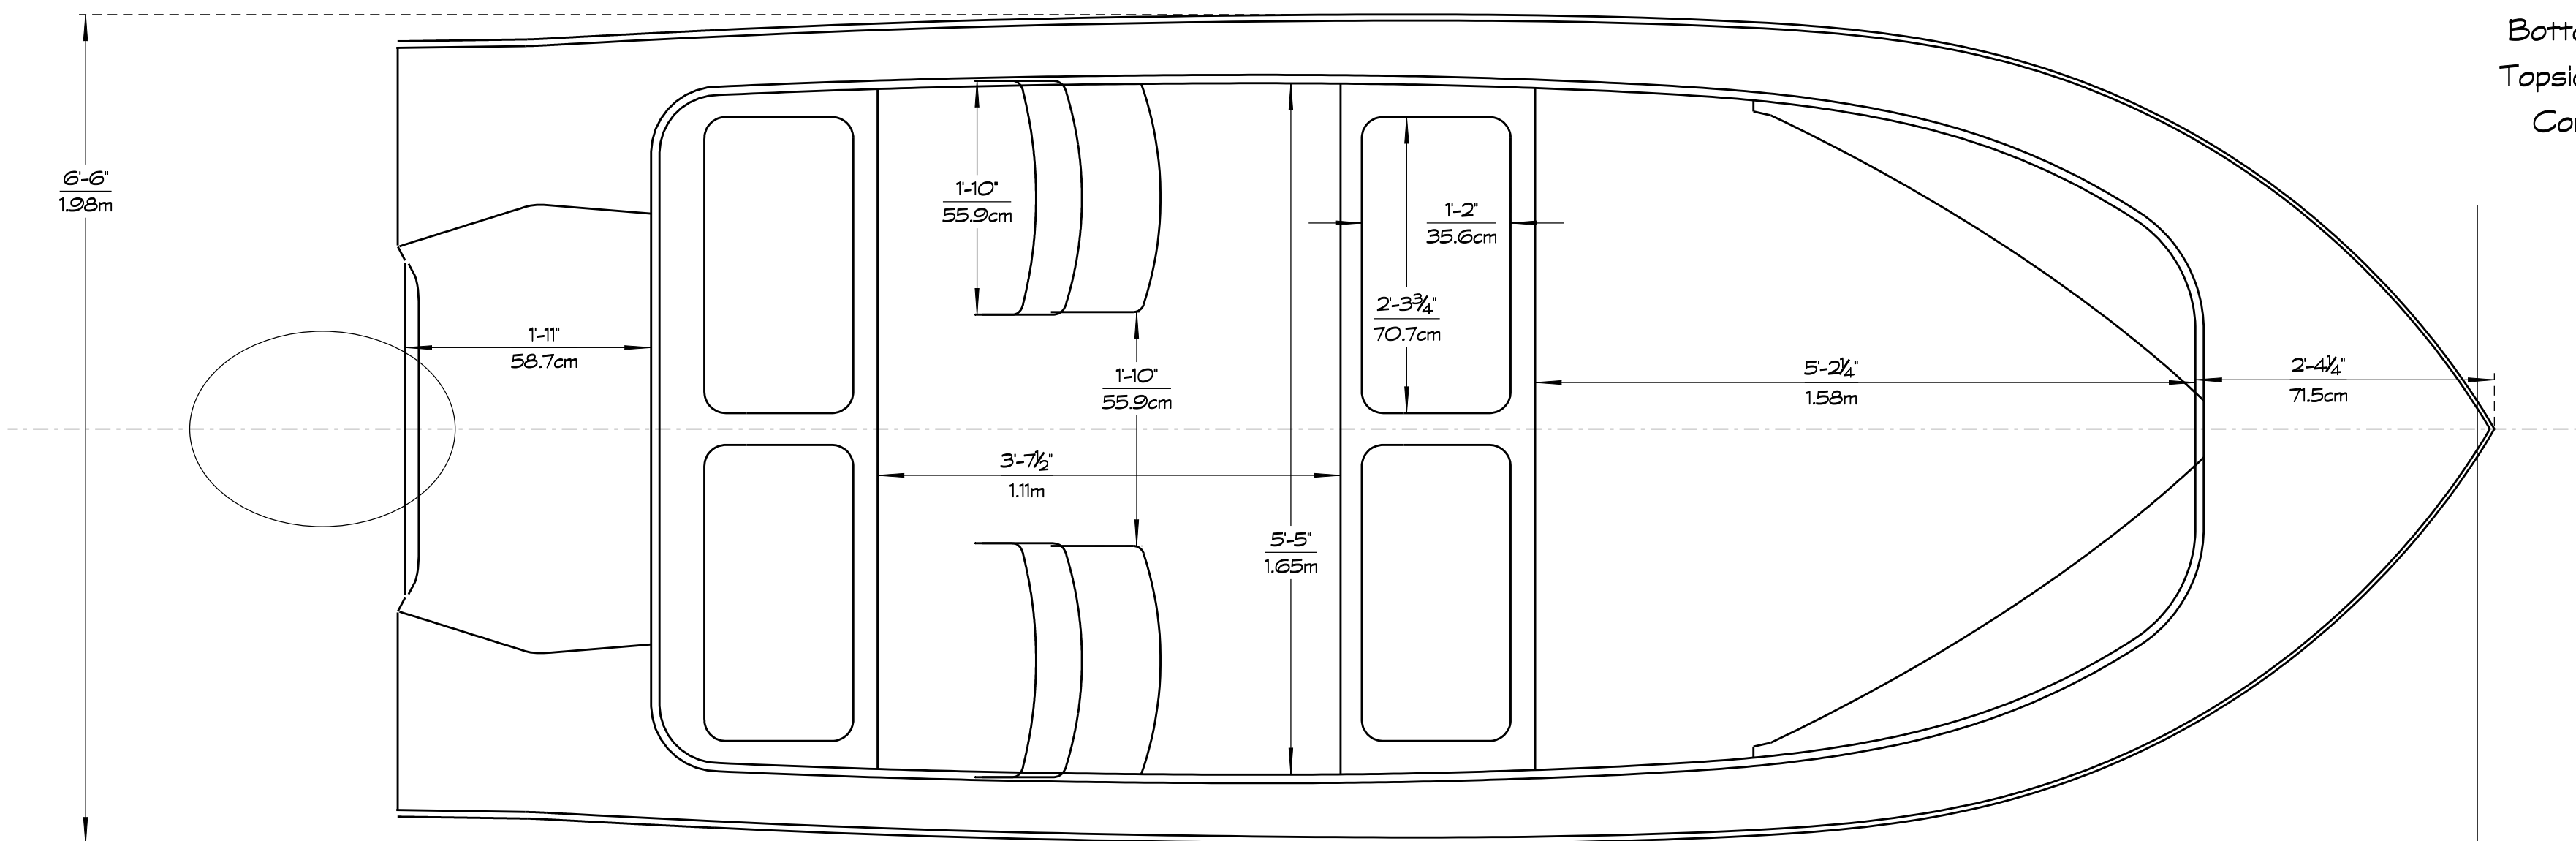 6'-6"
1.98m
1'-11"
58.7cm
1'-10"
55.9cm
1'-10"
55.9cm
3'-7½"
1.11m
5'-5"
1.65m
1'-2"
35.6cm
2'-3¾"
70.7cm
5'-2¼"
1.58m
2'-4¼"
71.5cm